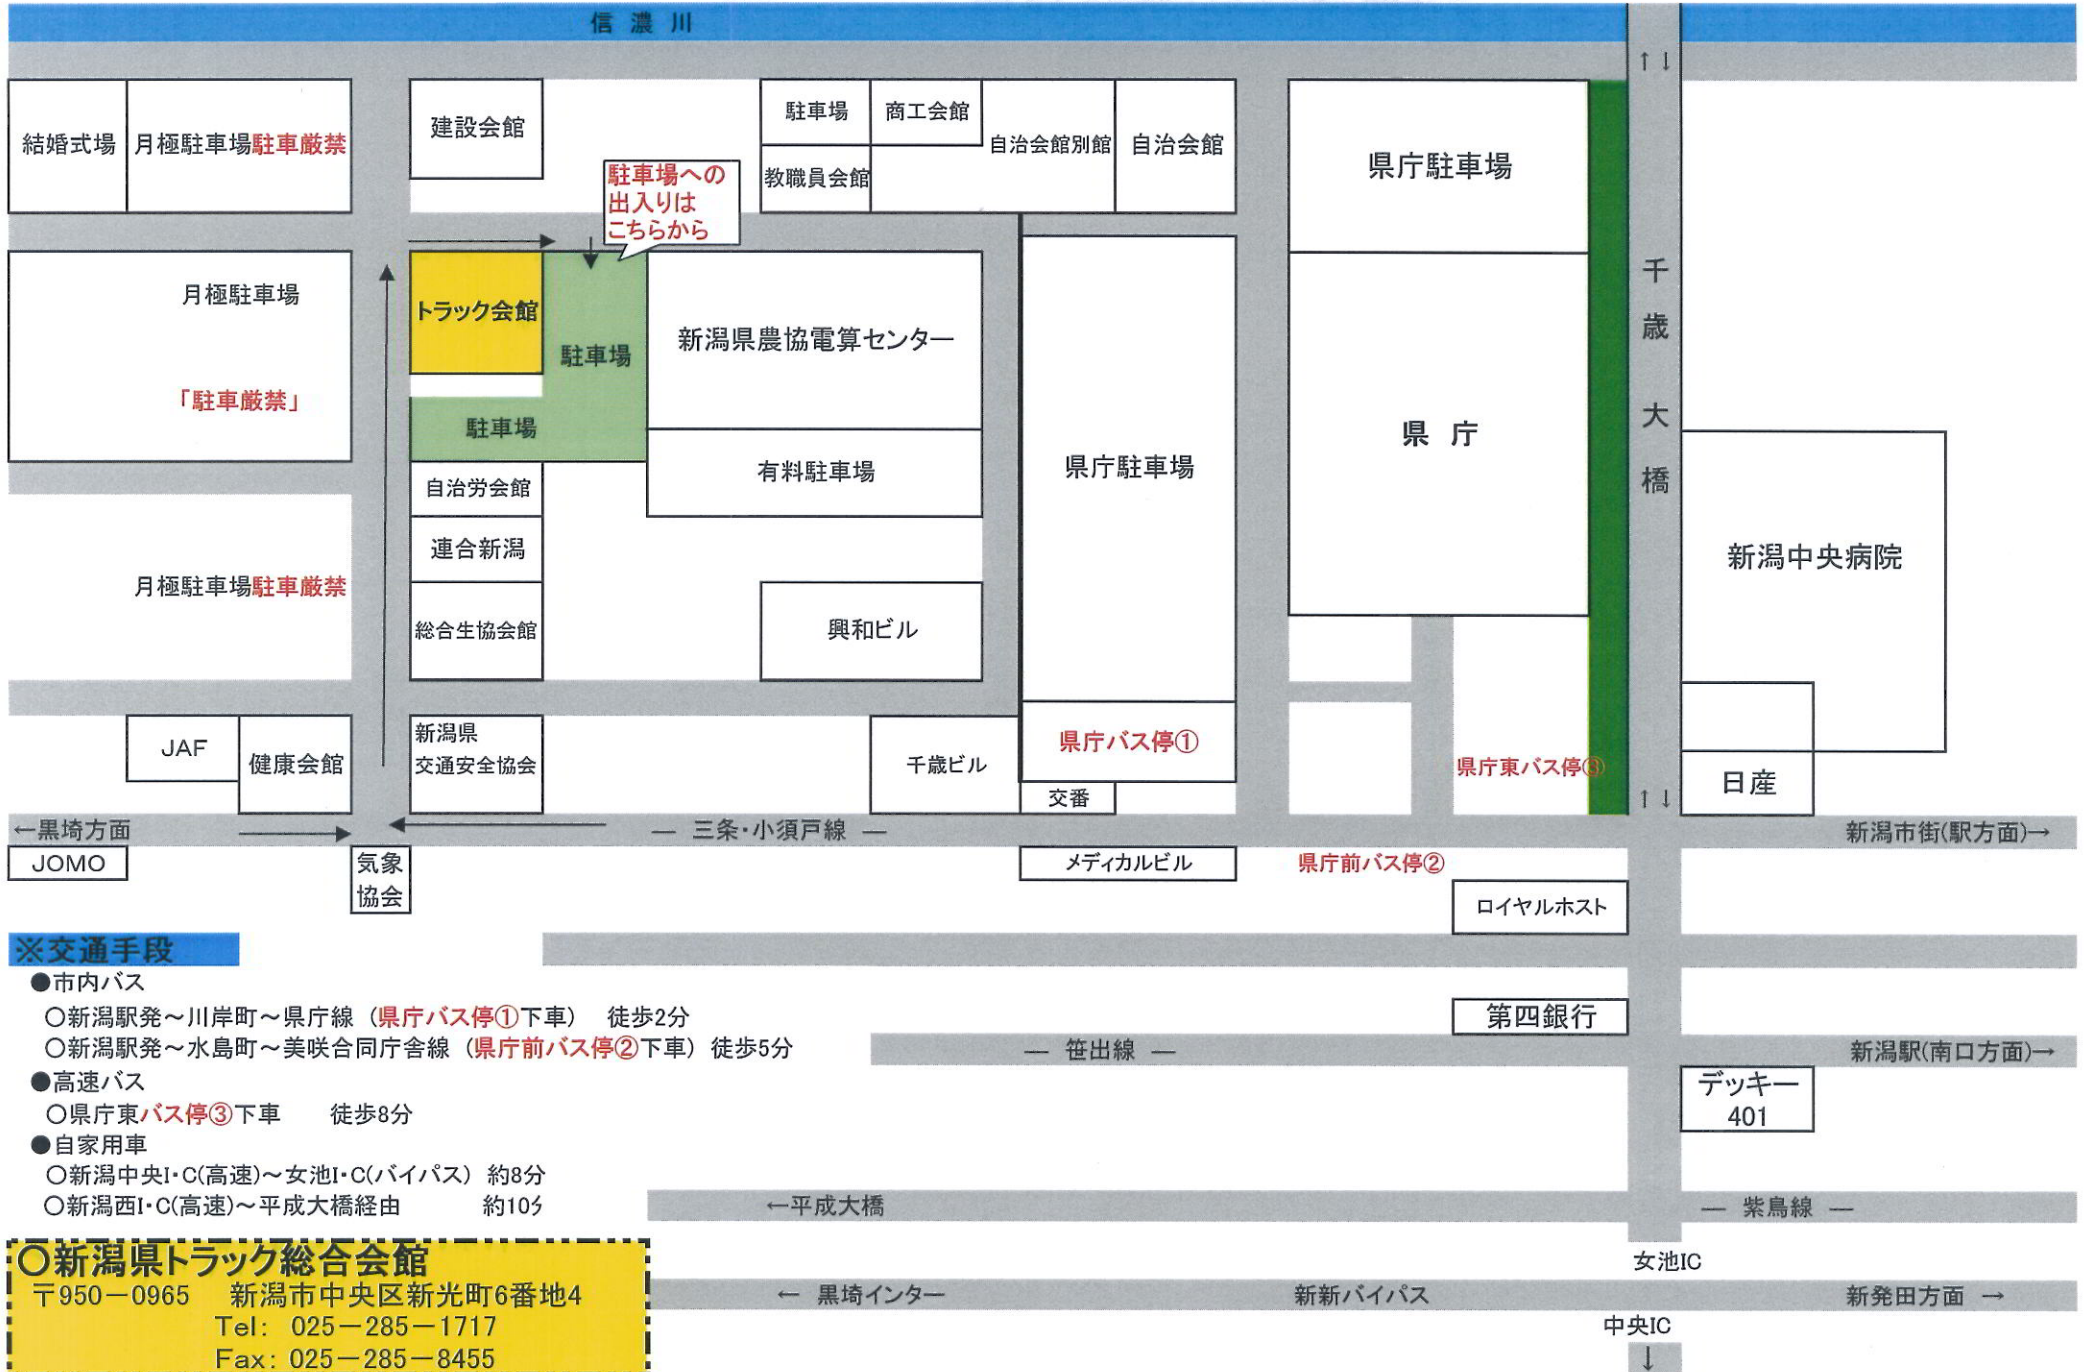 信 濃 川
↑↓
結婚式場
月極駐車場駐車厳禁
建設会館
駐車場
商工会館
教職員会館
自治会館別館
自治会館
県庁駐車場
駐車場への
出入りは
こちらから
月極駐車場
「駐車厳禁」
トラック会館
駐車場
駐車場
新潟県農協電算センター
有料駐車場
県庁駐車場
県 庁
千歳大橋
新潟中央病院
自治労会館
連合新潟
総合生協会館
月極駐車場駐車厳禁
興和ビル
JAF
健康会館
新潟県
交通安全協会
千歳ビル
県庁バス停①
交番
県庁東バス停③
↑↓
日産
←黒埼方面
― 三条・小須戸線 ―
新潟市街(駅方面)→
JOMO
気象
協会
メディカルビル
県庁前バス停②
ロイヤルホスト
※交通手段
●市内バス
○新潟駅発～川岸町～県庁線（県庁バス停①下車） 徒歩2分
○新潟駅発～水島町～美咲合同庁舎線（県庁前バス停②下車）徒歩5分
●高速バス
○県庁東バス停③下車 徒歩8分
●自家用車
○新潟中央I・C(高速)～女池I・C(バイパス) 約8分
○新潟西I・C(高速)～平成大橋経由 約10
第四銀行
― 笹出線 ―
新潟駅(南口方面)→
デッキー
401
←平成大橋
― 紫鳥線 ―
女池IC
← 黒埼インター
新新バイパス
新発田方面 →
中央IC
↓
○新潟県トラック総合会館
〒950－0965 新潟市中央区新光町6番地4
Tel: 025－285－1717
Fax: 025－285－8455